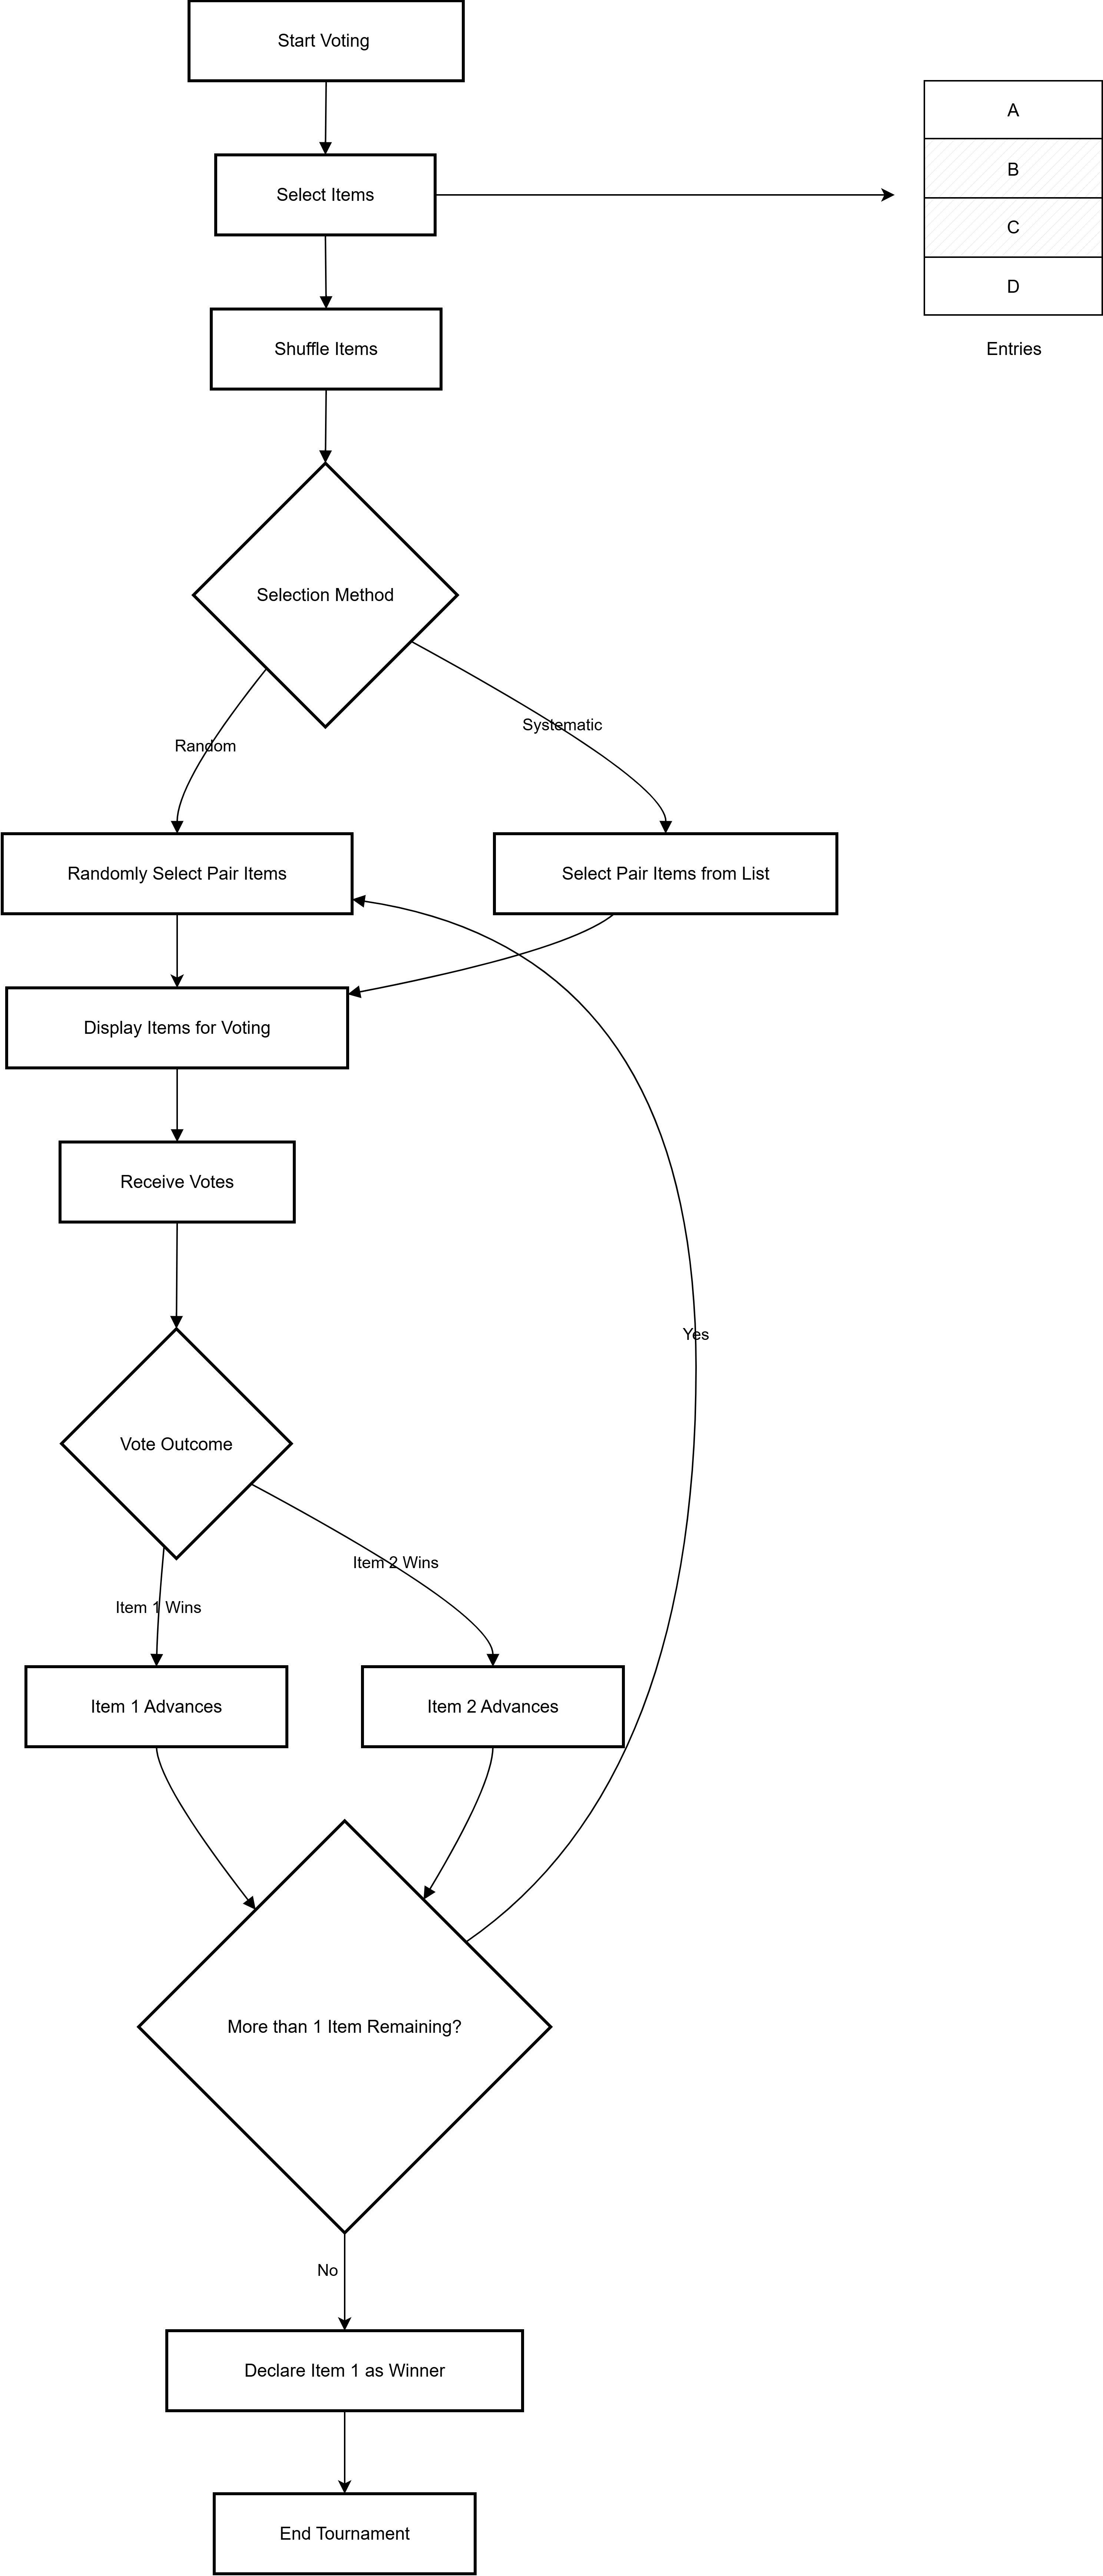 Start Voting
A
Select Items
B
C
D
Shuffle Items
Entries
Selection Method
Systematic
Random
Randomly Select Pair Items
Select Pair Items from List
Display Items for Voting
Receive Votes
Yes
Vote Outcome
Item 2 Wins
Item 1 Wins
Item 1 Advances
Item 2 Advances
More than 1 Item Remaining?
No
Declare Item 1 as Winner
End Tournament